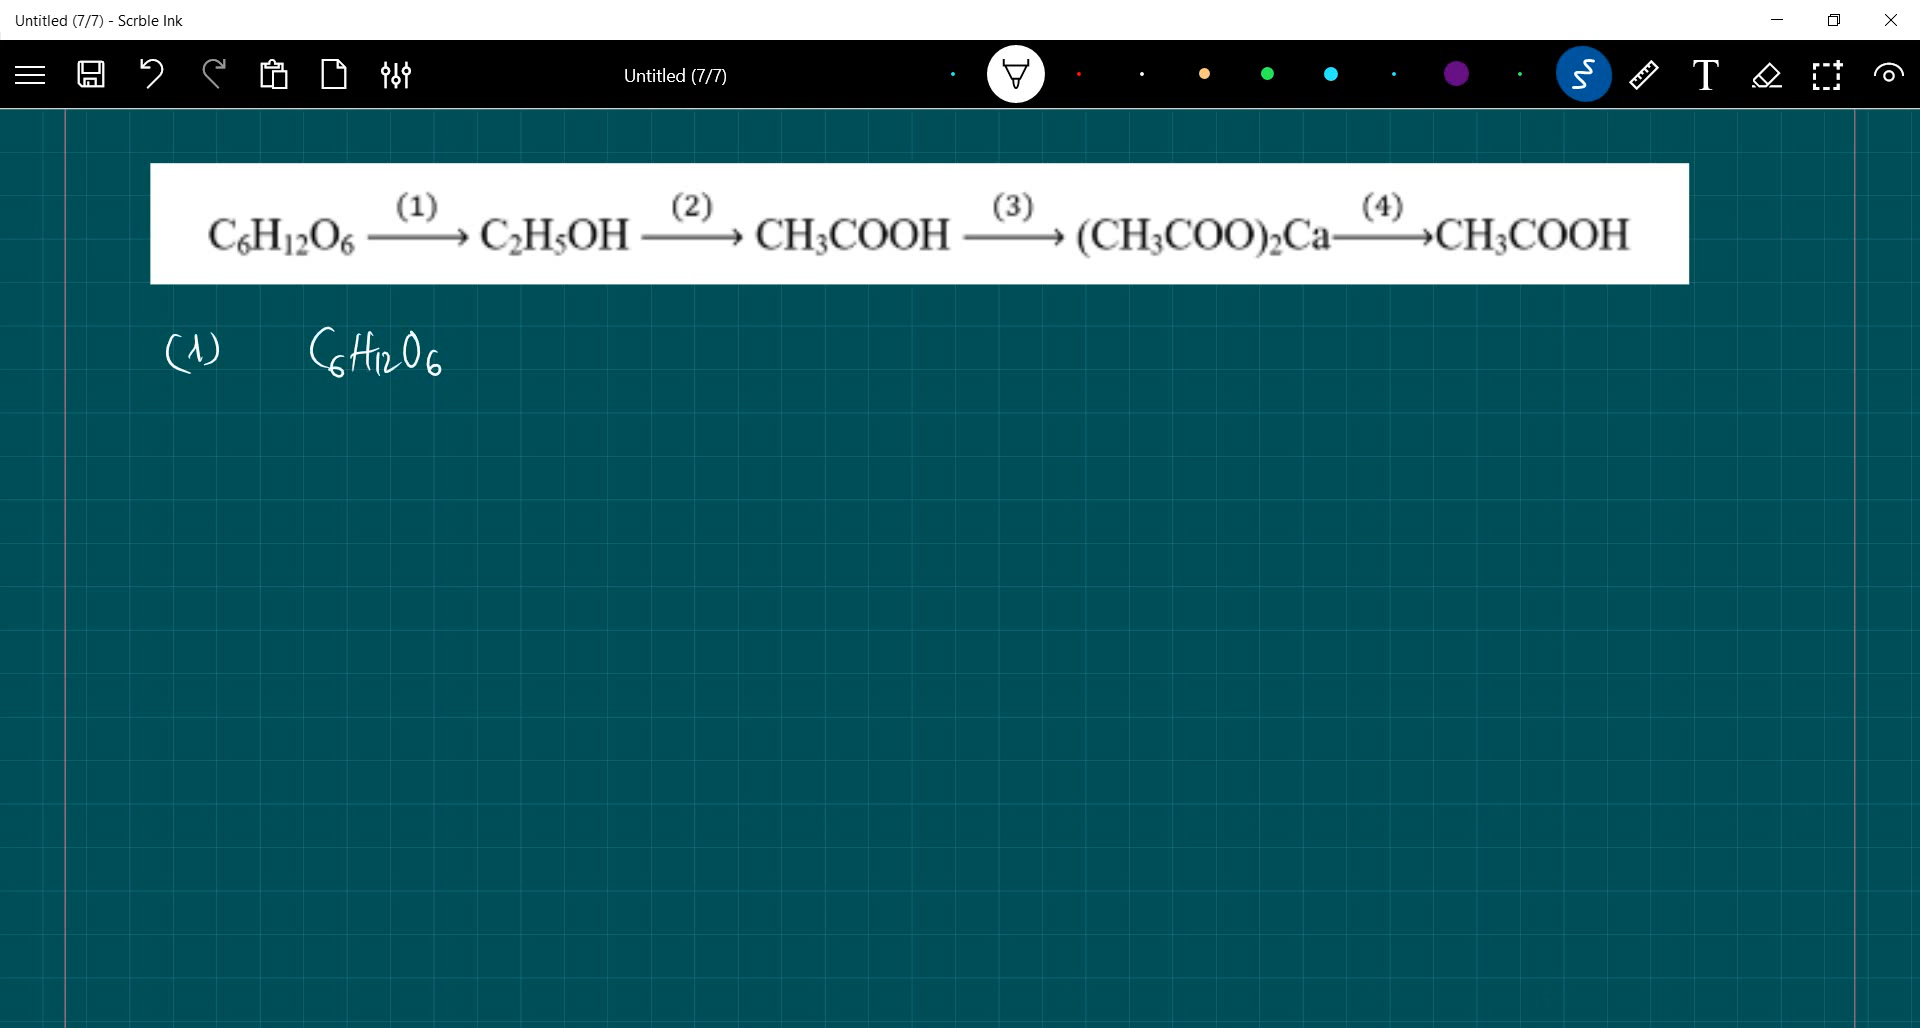 Untitled (7/7) - Scrble Ink
Untitled (7/7)
T
C₆H₁₂O₆ —(1)→ C₂H₅OH —(2)→ CH₃COOH —(3)→ (CH₃COO)₂Ca —(4)→ CH₃COOH
(1) C₆H₁₂O₆